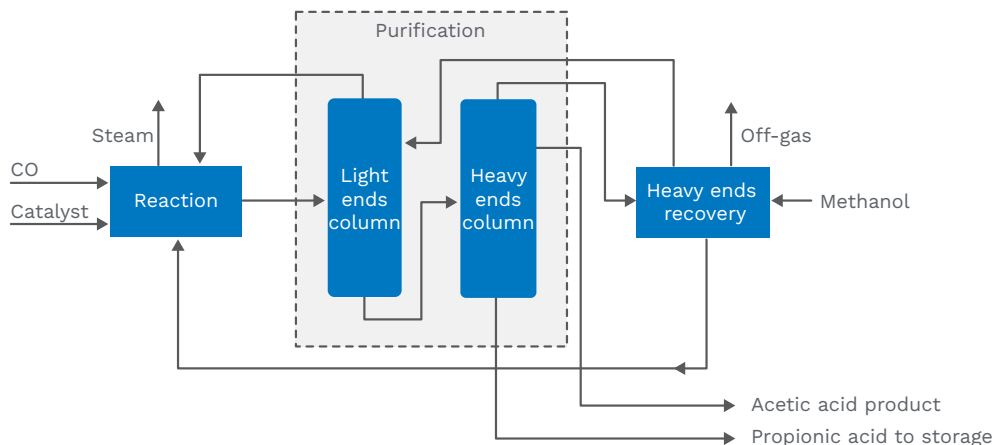 Purification
Steam
Off-gas
CO
Catalyst
Reaction
Light
ends
column
Heavy
ends
column
Heavy ends
recovery
Methanol
Acetic acid product
Propionic acid to storage